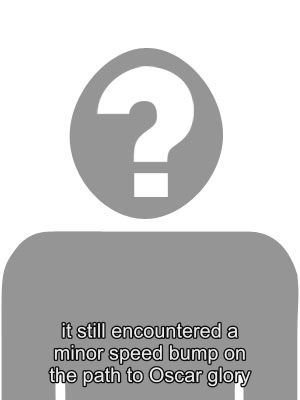 ?
it still encountered a
minor speed bump on
the path to Oscar glory